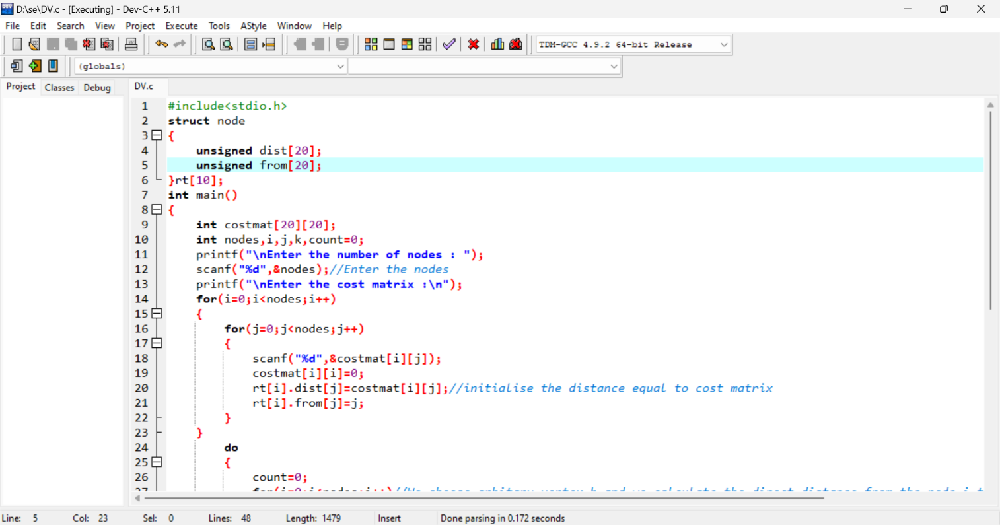 D:\se\DV.c - [Executing] - Dev-C++ 5.11
File Edit Search View Project Execute Tools AStyle Window Help
TDM-GCC 4.9.2 64-bit Release
(globals)
Project Classes Debug DV.c
1 #include<stdio.h>
2 struct node
3 {
4 unsigned dist[20];
5 unsigned from[20];
6 }rt[10];
7 int main()
8 {
9 int costmat[20][20];
10 int nodes,i,j,k,count=0;
11 printf("\nEnter the number of nodes : ");
12 scanf("%d",&nodes);//Enter the nodes
13 printf("\nEnter the cost matrix :\n");
14 for(i=0;i<nodes;i++)
15 {
16 for(j=0;j<nodes;j++)
17 {
18 scanf("%d",&costmat[i][j]);
19 costmat[i][i]=0;
20 rt[i].dist[j]=costmat[i][j];//initialise the distance equal to cost matrix
21 rt[i].from[j]=j;
22 }
23 }
24 do
25 {
26 count=0;
Line: 5 Col: 23 Sel: 0 Lines: 48 Length: 1479 Insert Done parsing in 0.172 seconds